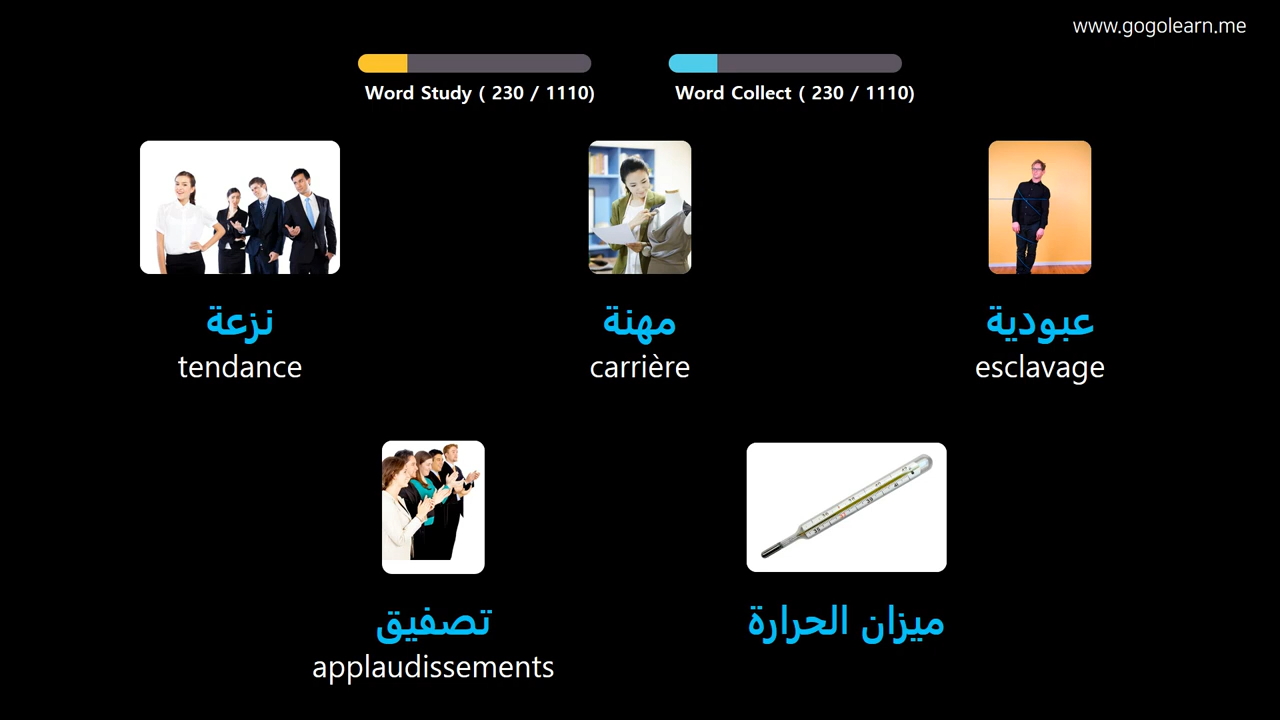 www.gogolearn.me
Word Study ( 230 / 1110)
Word Collect ( 230 / 1110)
نزعة
tendance
مهنة
carrière
عبودية
esclavage
تصفيق
applaudissements
ميزان الحرارة